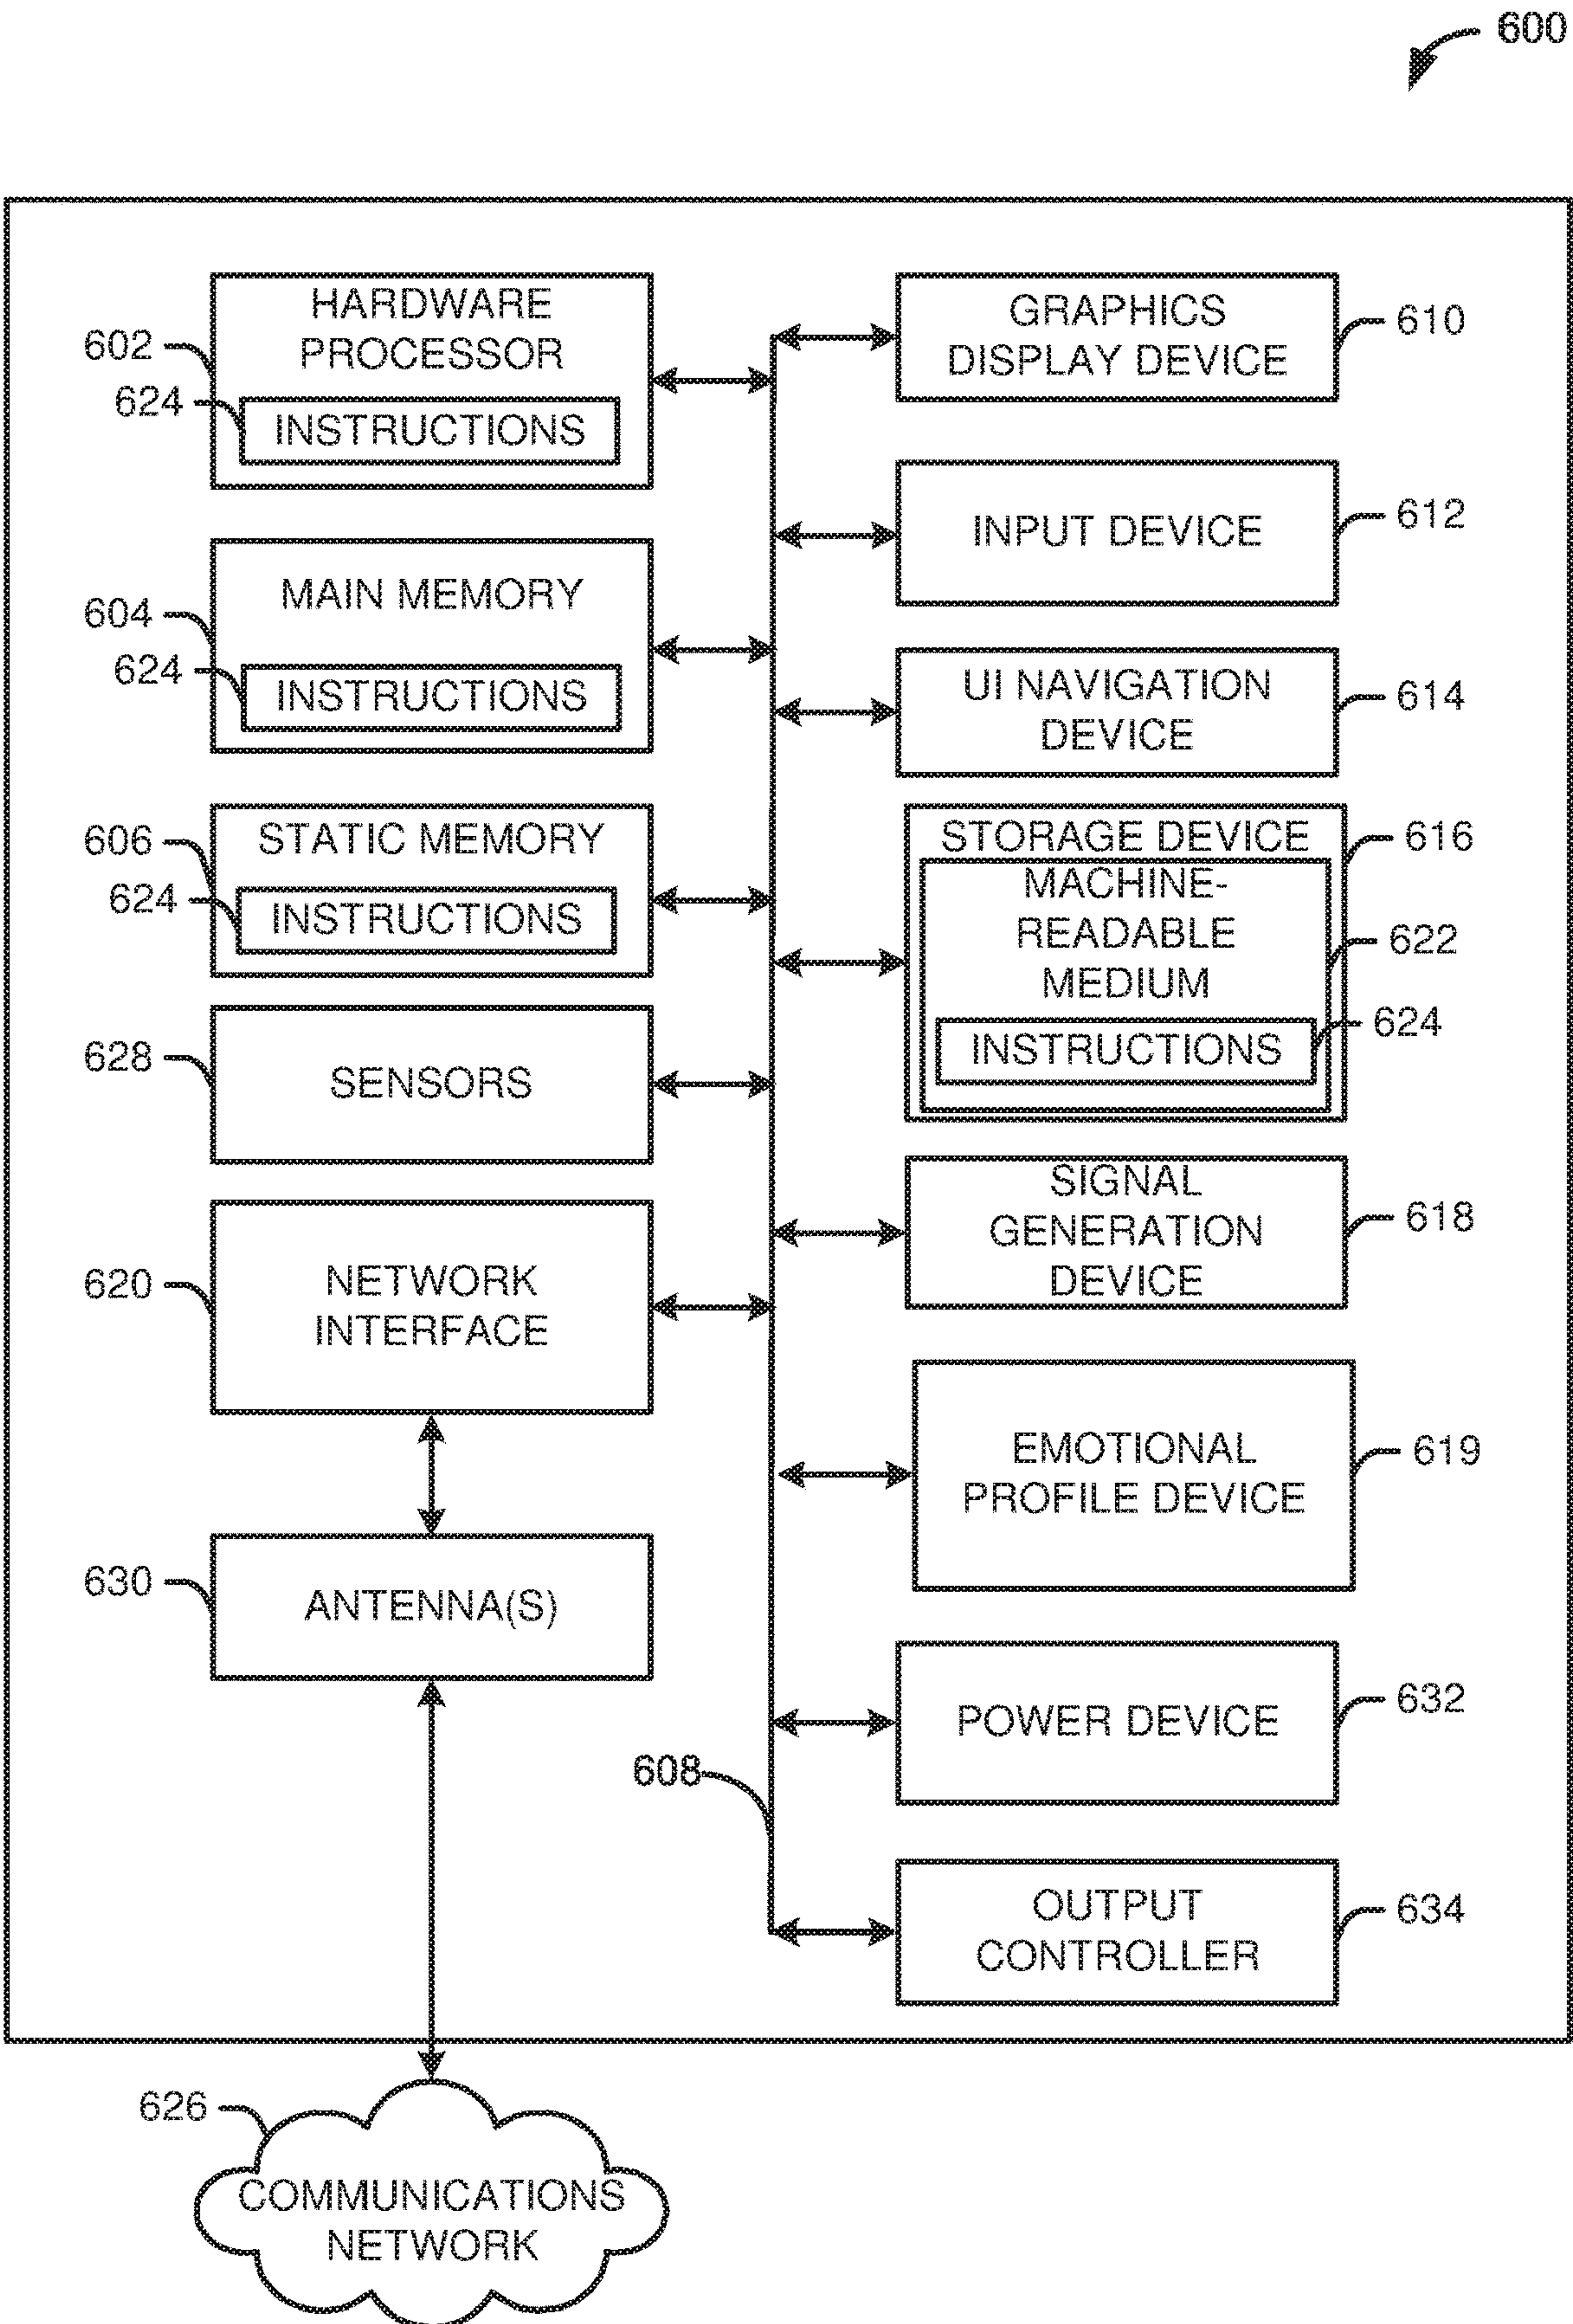 600
HARDWARE
PROCESSOR
602
624
INSTRUCTIONS
MAIN MEMORY
604
624
INSTRUCTIONS
606
STATIC MEMORY
624
INSTRUCTIONS
628
SENSORS
620
NETWORK
INTERFACE
630
ANTENNA(S)
608
GRAPHICS
DISPLAY DEVICE
610
INPUT DEVICE
612
UI NAVIGATION
DEVICE
614
STORAGE DEVICE
616
MACHINE-
READABLE
MEDIUM
622
INSTRUCTIONS
624
SIGNAL
GENERATION
DEVICE
618
EMOTIONAL
PROFILE DEVICE
619
POWER DEVICE
632
OUTPUT
CONTROLLER
634
626
COMMUNICATIONS
NETWORK